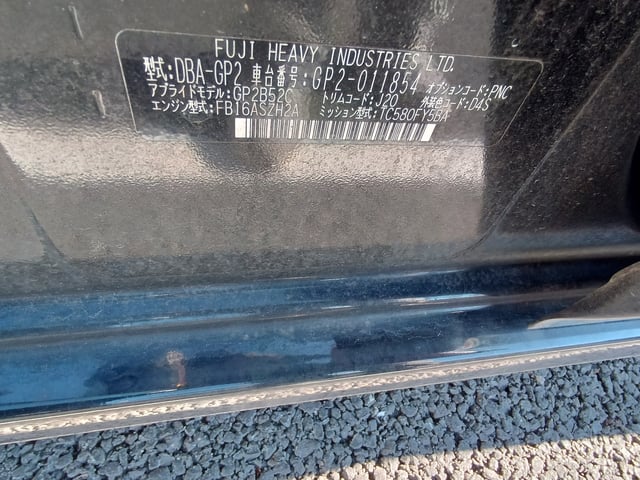 FUJI HEAVY INDUSTRIES LTD.
型式:DBA-GP2 車台番号:GP2-011854 オプションコード:PNC
アプライドモデル:GP2B52C トリムコード:J20 外装色コード:D4S
エンジン型式:FB16ASZH2A ミッション型式:TC580FY5BA